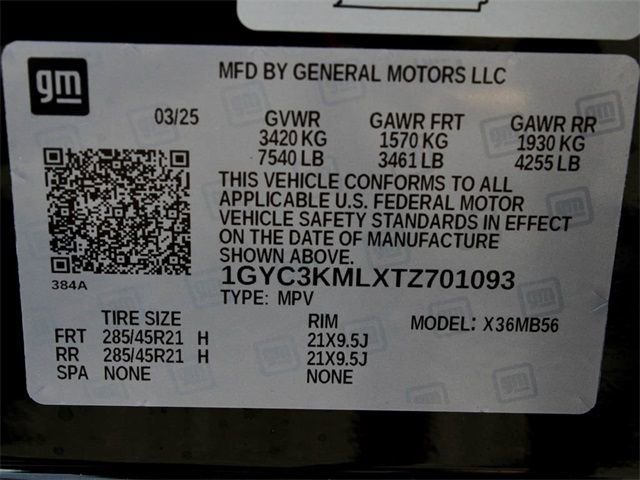 gm
MFD BY GENERAL MOTORS LLC
03/25 GVWR GAWR FRT GAWR RR
3420 KG 1570 KG 1930 KG
7540 LB 3461 LB 4255 LB
THIS VEHICLE CONFORMS TO ALL
APPLICABLE U.S. FEDERAL MOTOR
VEHICLE SAFETY STANDARDS IN EFFECT
ON THE DATE OF MANUFACTURE
SHOWN ABOVE.
384A
1GYC3KMLXTZ701093
TYPE: MPV
TIRE SIZE RIM MODEL: X36MB56
FRT 285/45R21 H 21X9.5J
RR 285/45R21 H 21X9.5J
SPA NONE NONE